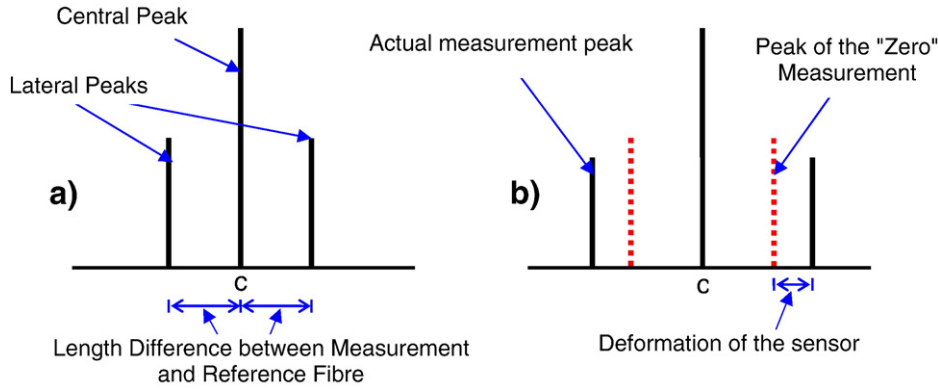 Central Peak
Lateral Peaks
a)
C
Length Difference between Measurement
and Reference Fibre
Actual measurement peak
Peak of the "Zero"
Measurement
b)
C
Deformation of the sensor